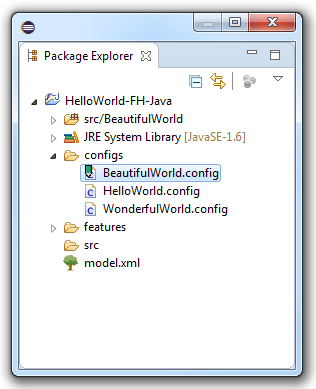 Package Explorer
HelloWorld-FH-Java
src/BeautifulWorld
JRE System Library [JavaSE-1.6]
configs
BeautifulWorld.config
HelloWorld.config
WonderfulWorld.config
features
src
model.xml